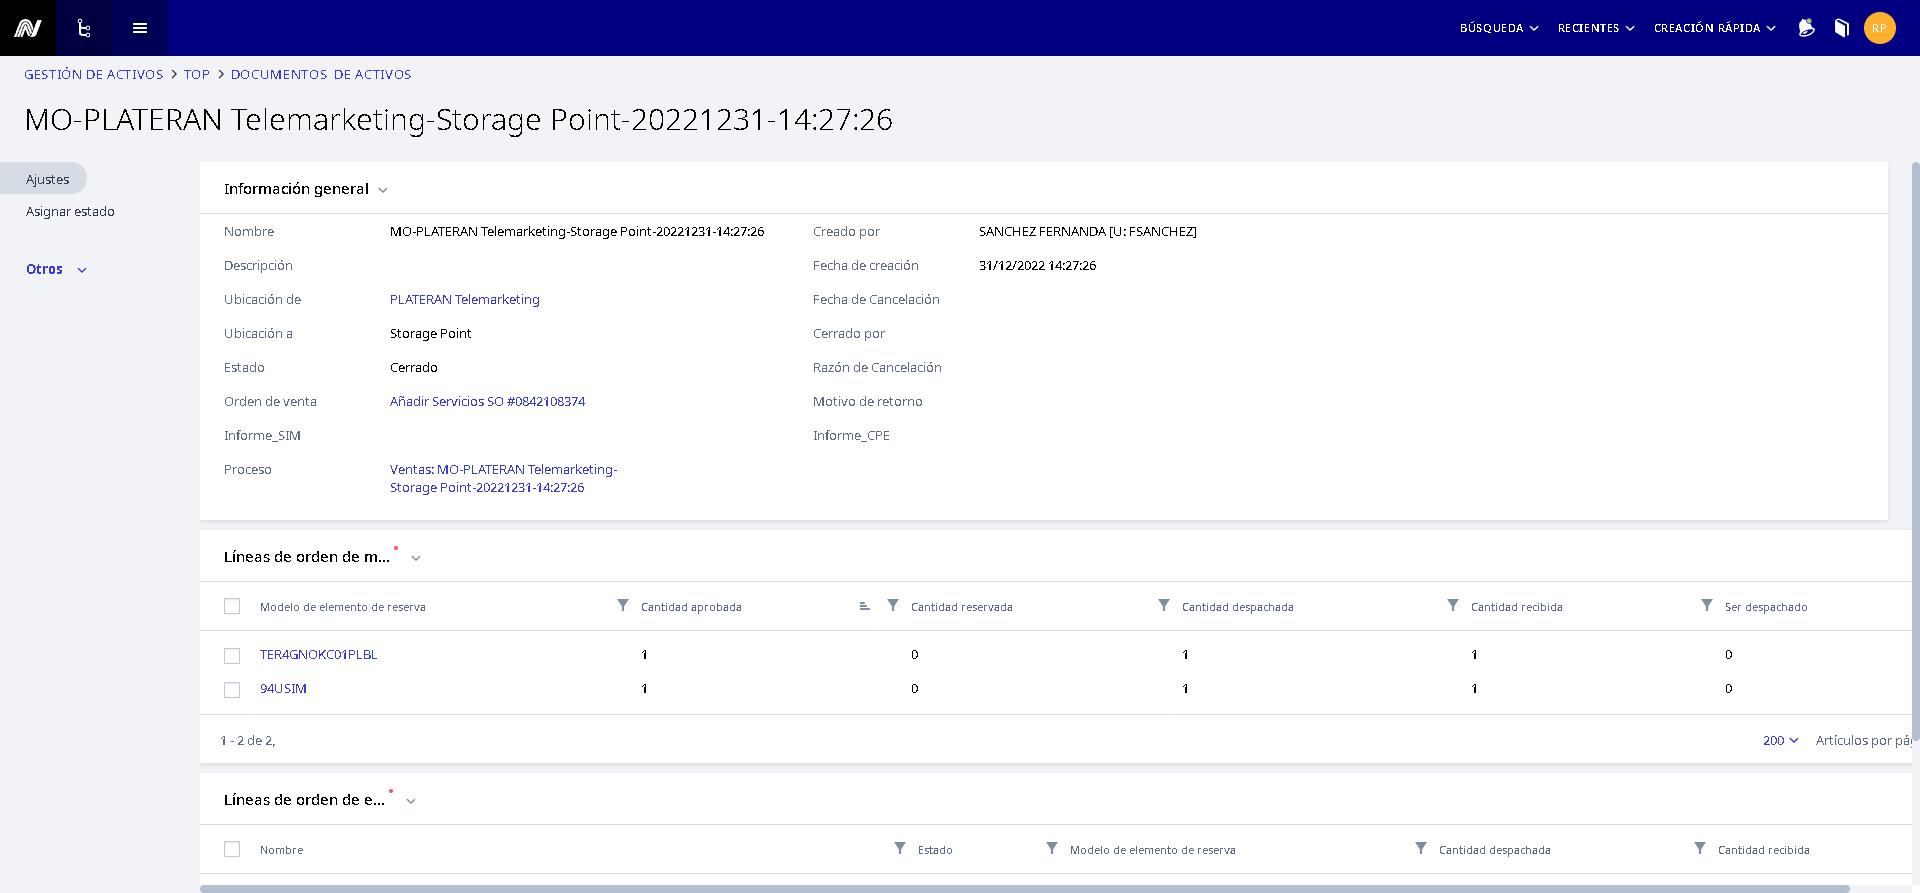 BÚSQUEDA RECIENTES CREACIÓN RÁPIDA RP
GESTIÓN DE ACTIVOS > TOP > DOCUMENTOS DE ACTIVOS
MO-PLATERAN Telemarketing-Storage Point-20221231-14:27:26
Ajustes
Asignar estado
Otros
Información general
Nombre MO-PLATERAN Telemarketing-Storage Point-20221231-14:27:26 Creado por SANCHEZ FERNANDA [U: FSANCHEZ]
Descripción Fecha de creación 31/12/2022 14:27:26
Ubicación de PLATERAN Telemarketing Fecha de Cancelación
Ubicación a Storage Point Cerrado por
Estado Cerrado Razón de Cancelación
Orden de venta Añadir Servicios SO #0842108374 Motivo de retorno
Informe_SIM Informe_CPE
Proceso Ventas: MO-PLATERAN Telemarketing-
Storage Point-20221231-14:27:26
Líneas de orden de m...
Modelo de elemento de reserva Cantidad aprobada Cantidad reservada Cantidad despachada Cantidad recibida Ser despachado
TER4GNOKC01PLBL 1 0 1 1 0
94USIM 1 0 1 1 0
1 - 2 de 2, 200 Artículos por pág
Líneas de orden de e...
Nombre Estado Modelo de elemento de reserva Cantidad despachada Cantidad recibida